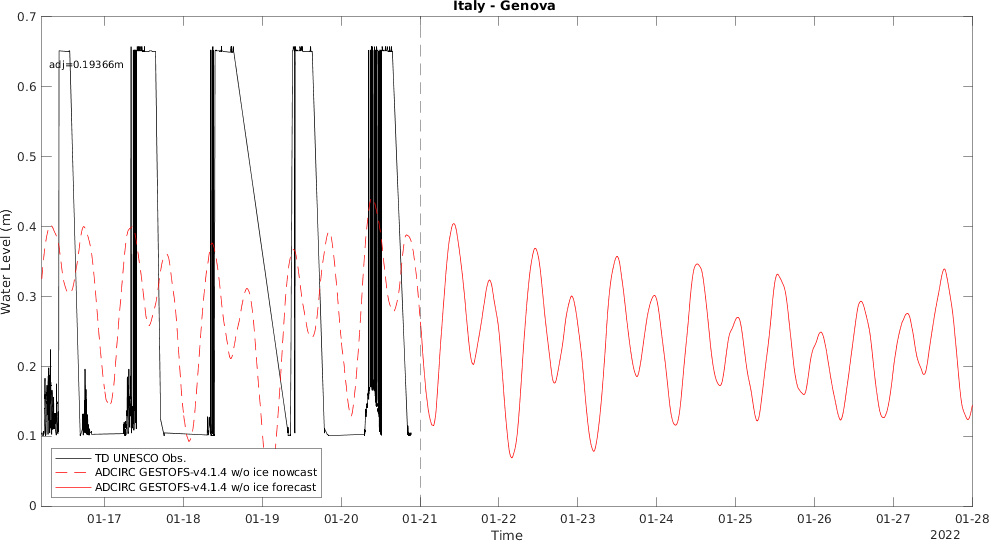 Italy - Genova
0.7
0.6
0.5
0.4
0.3
0.2
0.1
0
Water Level (m)
adj=0.19366m
TD UNESCO Obs.
ADCIRC GESTOFS-v4.1.4 w/o ice nowcast
ADCIRC GESTOFS-v4.1.4 w/o ice forecast
01-17 01-18 01-19 01-20 01-21 01-22 01-23 01-24 01-25 01-26 01-27 01-28
Time
2022